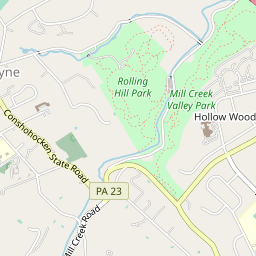 yne
Rolling
Hill Park
Mill Creek
Valley Park
Hollow Wood
Conshohocken State Road
PA 23
Mill Creek Road